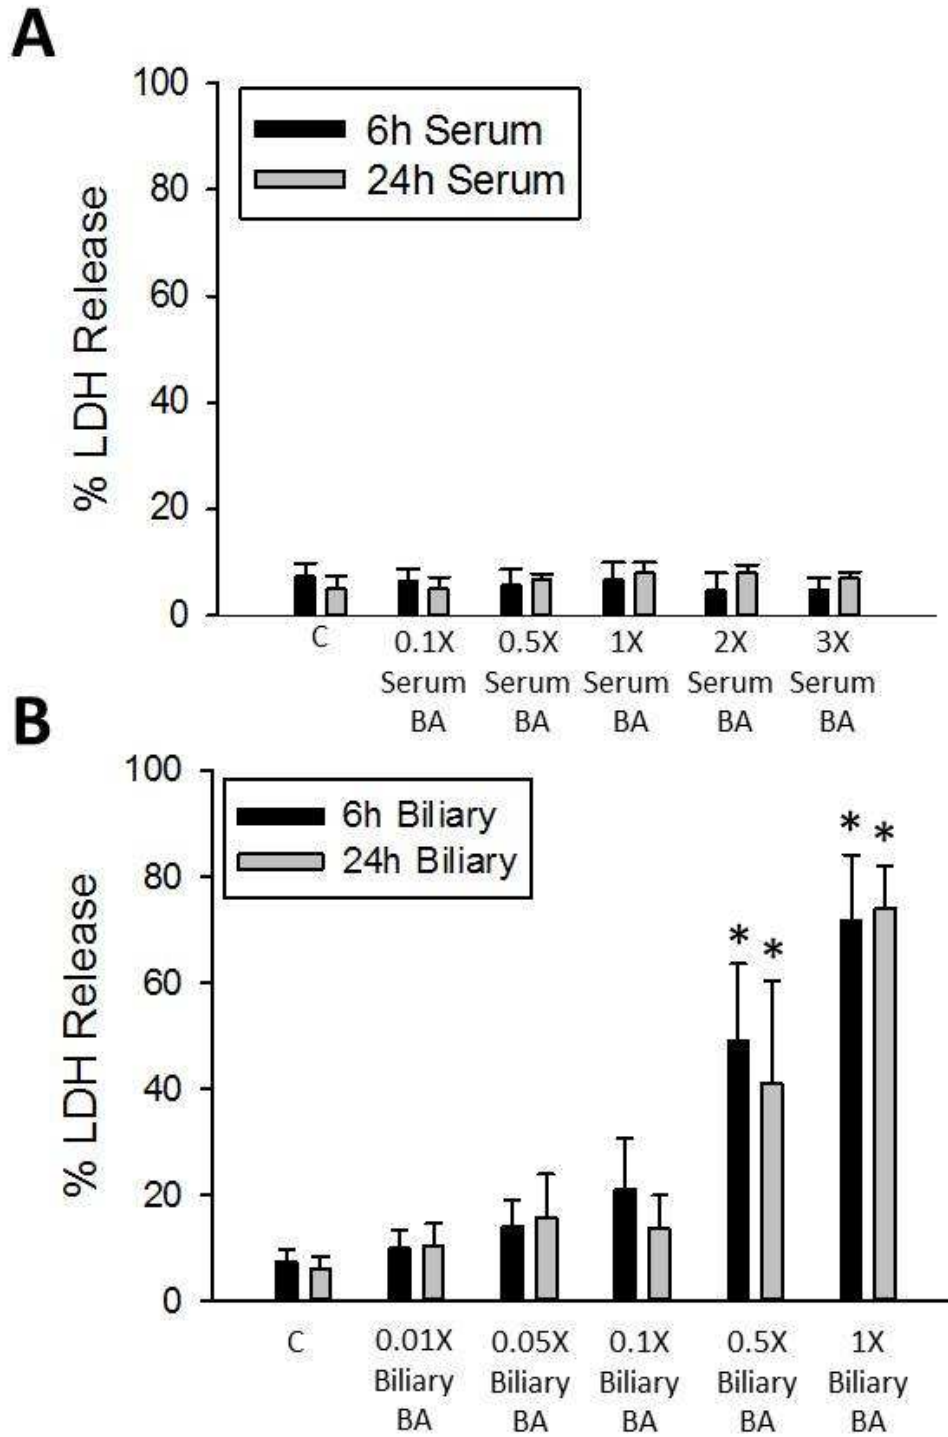 A
100
80
60
40
20
0
% LDH Release
6h Serum
24h Serum
C
0.1X 0.5X 1X 2X 3X
Serum Serum Serum Serum Serum
BA BA BA BA BA
B
100
80
60
40
20
0
% LDH Release
6h Biliary
24h Biliary
* *
* *
C 0.01X 0.05X 0.1X 0.5X 1X
Biliary Biliary Biliary Biliary Biliary
BA BA BA BA BA